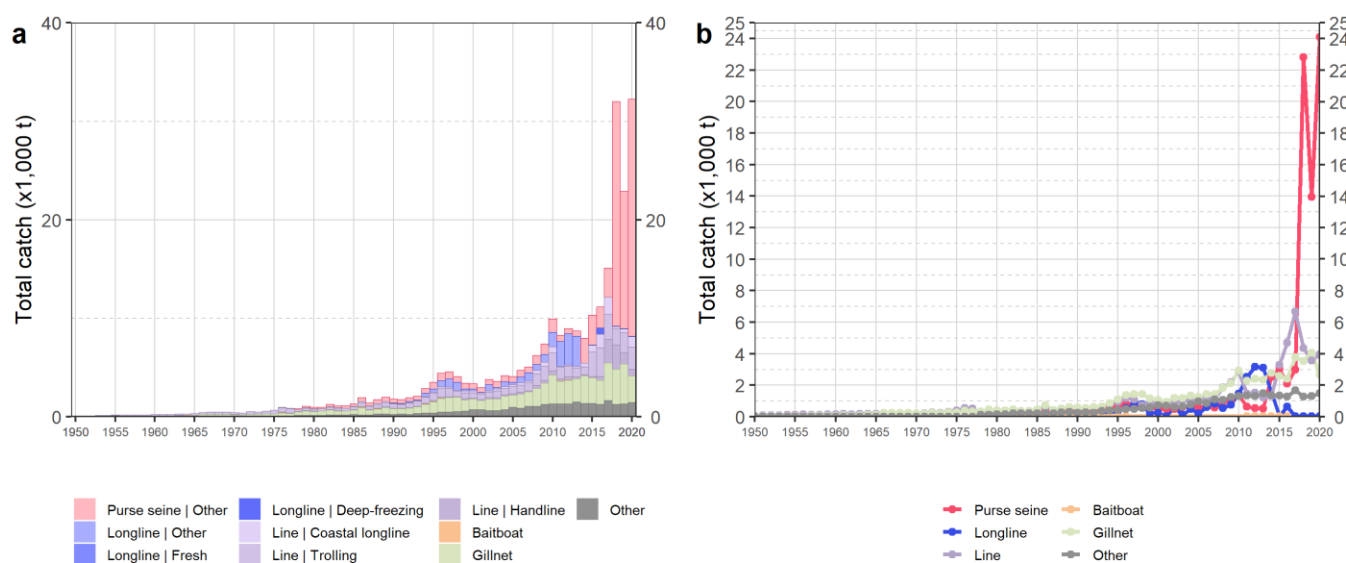 a
Total catch (x1,000 t)
40
20
0
40
20
0
1950 1955 1960 1965 1970 1975 1980 1985 1990 1995 2000 2005 2010 2015 2020
Purse seine | Other
Longline | Deep-freezing
Line | Handline
Other
Longline | Other
Line | Coastal longline
Baitboat
Longline | Fresh
Line | Trolling
Gillnet
b
Total catch (x1,000 t)
25
24
22
20
18
16
14
12
10
8
6
4
2
0
25
24
22
20
18
16
14
12
10
8
6
4
2
0
1950 1955 1960 1965 1970 1975 1980 1985 1990 1995 2000 2005 2010 2015 2020
Purse seine
Baitboat
Longline
Gillnet
Line
Other